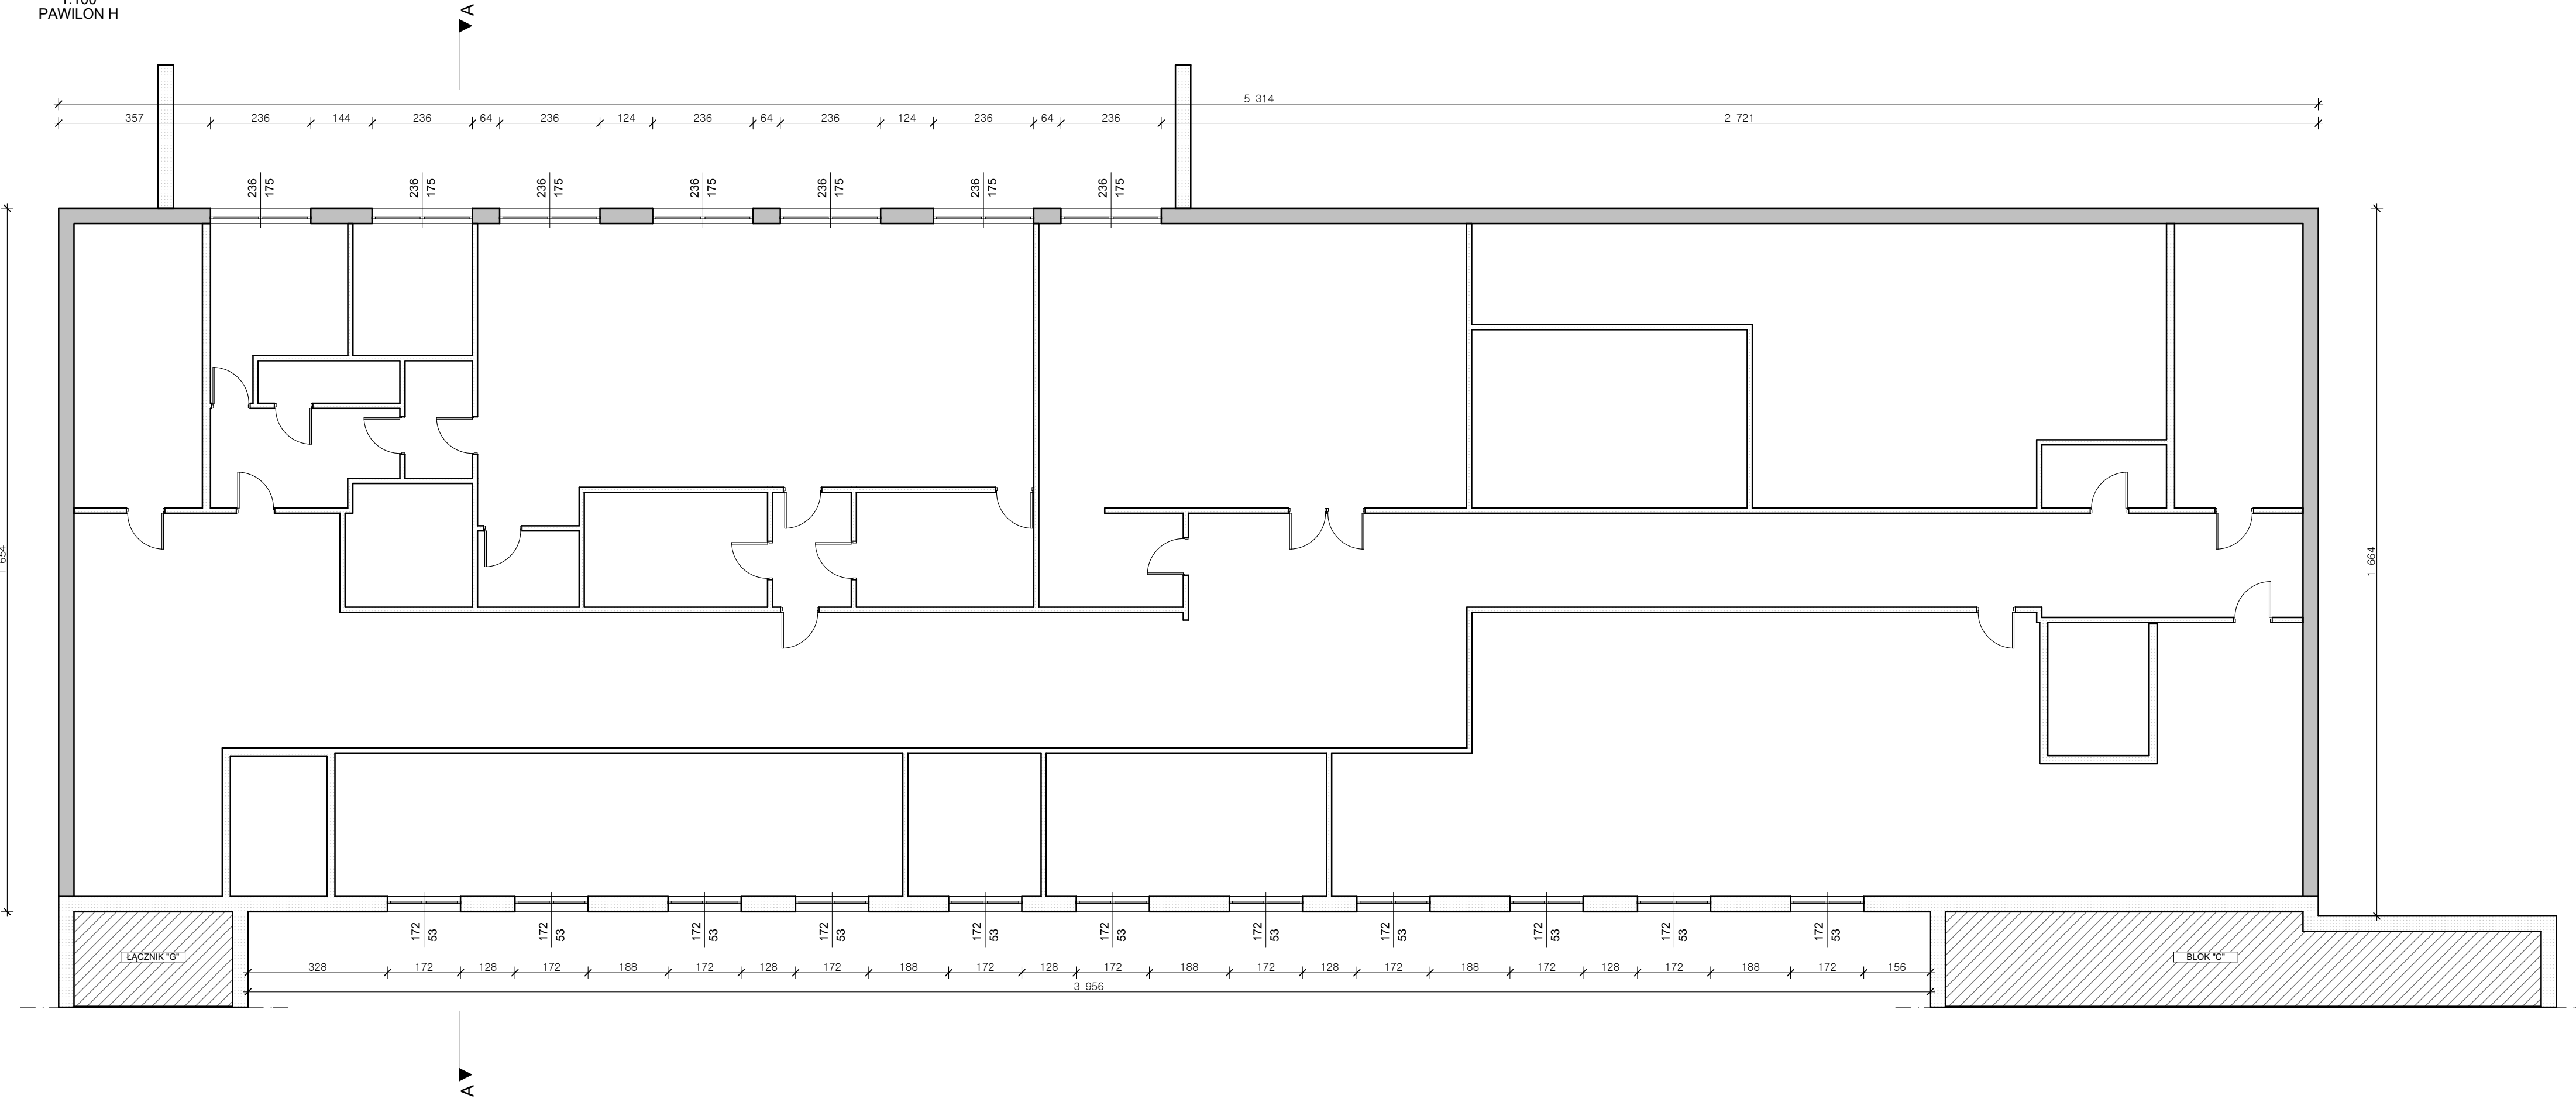 1:100
PAWILON H
A
5 314
357 236 144 236 64 236 124 236 64 236 124 236 64 236 2 721
236 175 236 175 236 175 236 175 236 175 236 175 236 175
1 654
1 664
172 53 172 53 172 53 172 53 172 53 172 53 172 53 172 53 172 53 172 53 172 53
ŁĄCZNIK "G"
BLOK "C"
328 172 128 172 188 172 128 172 188 172 128 172 188 172 128 172 188 172 128 172 188 172 156
3 956
A